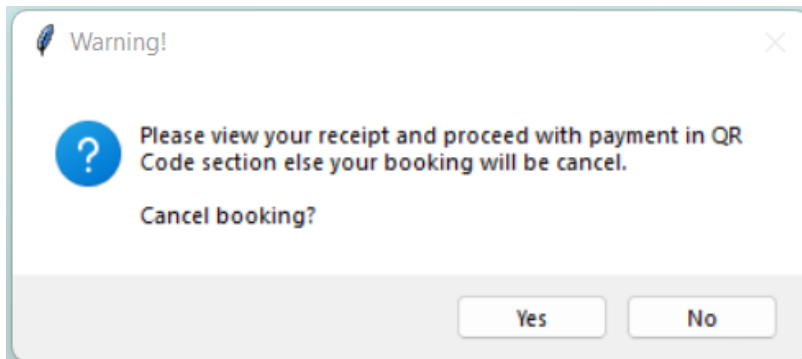 Warning!
Please view your receipt and proceed with payment in QR
Code section else your booking will be cancel.
Cancel booking?
Yes
No